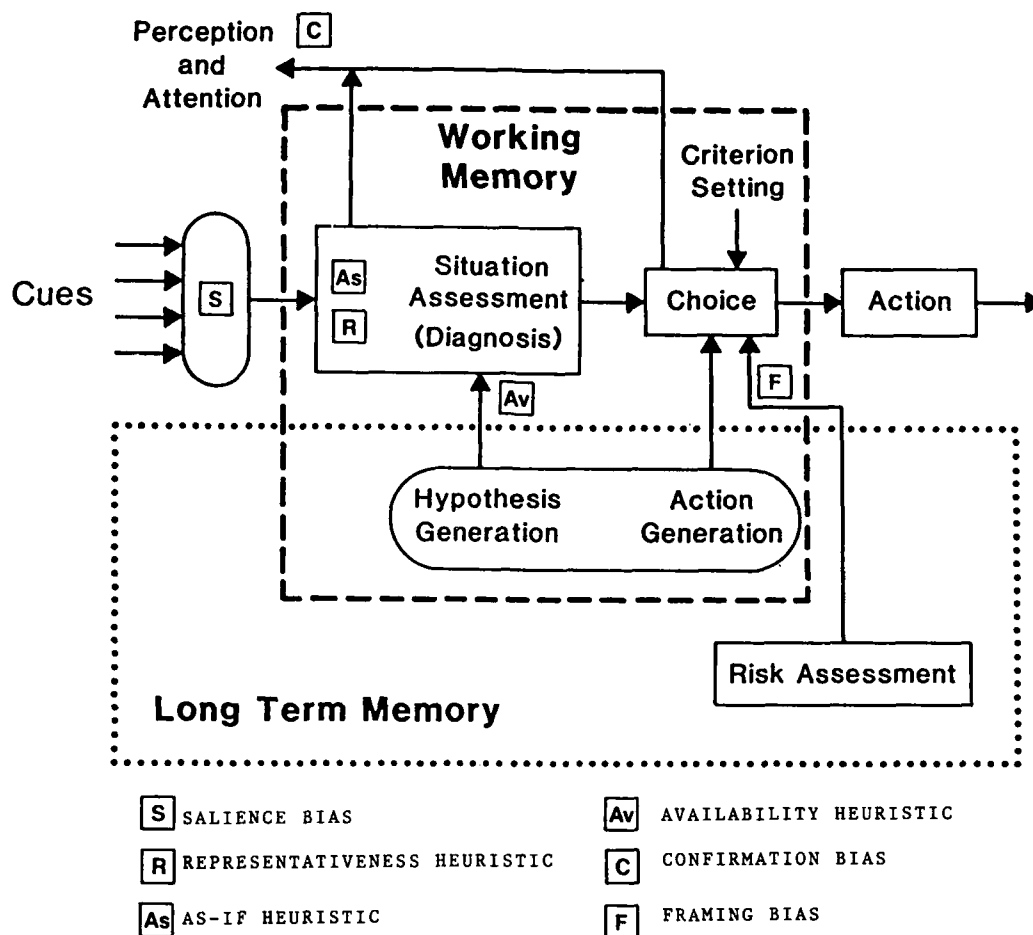 Perception
and
Attention
C
Working
Memory
Criterion
Setting
Cues
S
As
R
Situation
Assessment
(Diagnosis)
Choice
Action
Av
F
Hypothesis
Generation
Action
Generation
Risk Assessment
Long Term Memory
S SALIENCE BIAS
R REPRESENTATIVENESS HEURISTIC
As AS-IF HEURISTIC
Av AVAILABILITY HEURISTIC
C CONFIRMATION BIAS
F FRAMING BIAS